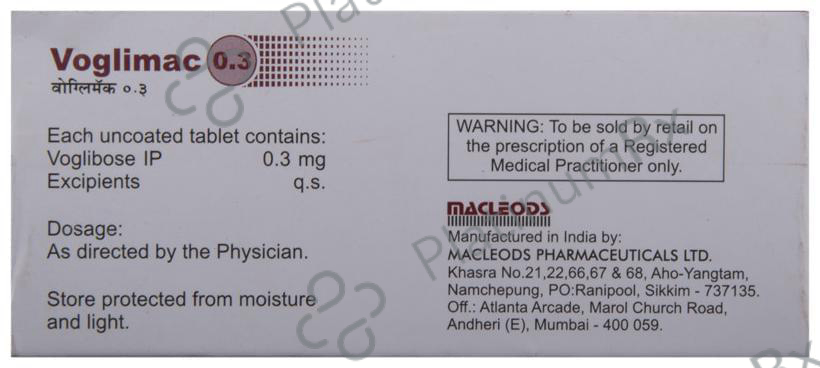 Voglimac 0.3
वोग्लिमॅक ०.३
Each uncoated tablet contains:
Voglibose IP 0.3 mg
Excipients q.s.
Dosage:
As directed by the Physician.
Store protected from moisture
and light.
WARNING: To be sold by retail on
the prescription of a Registered
Medical Practitioner only.
MACLEODS
Manufactured in India by:
MACLEODS PHARMACEUTICALS LTD.
Khasra No.21,22,66,67 & 68, Aho-Yangtam,
Namchepung, PO:Ranipool, Sikkim - 737135.
Off.: Atlanta Arcade, Marol Church Road,
Andheri (E), Mumbai - 400 059.
PlatinumRx